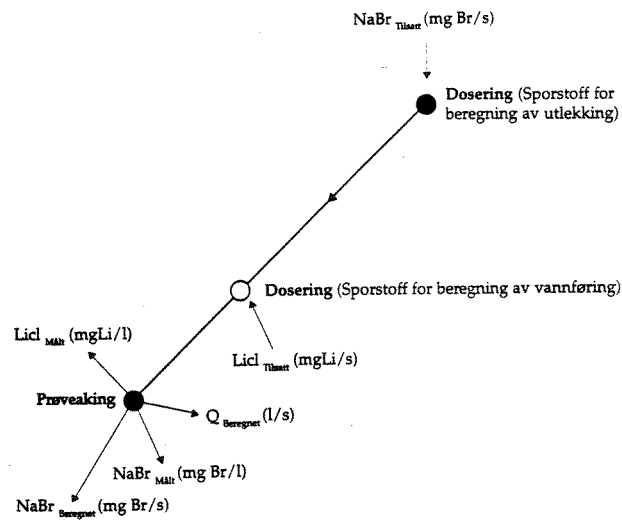 NaBr Tilsatt (mg Br/s)
Dosering (Sporstoff for
beregning av utlekking)
Dosering (Sporstoff for beregning av vannføring)
Licl Målt (mgLi/l)
Licl Tilsatt (mgLi/s)
Prøveaking
Q Beregnet (l/s)
NaBr Målt (mg Br/l)
NaBr Beregnet (mg Br/s)